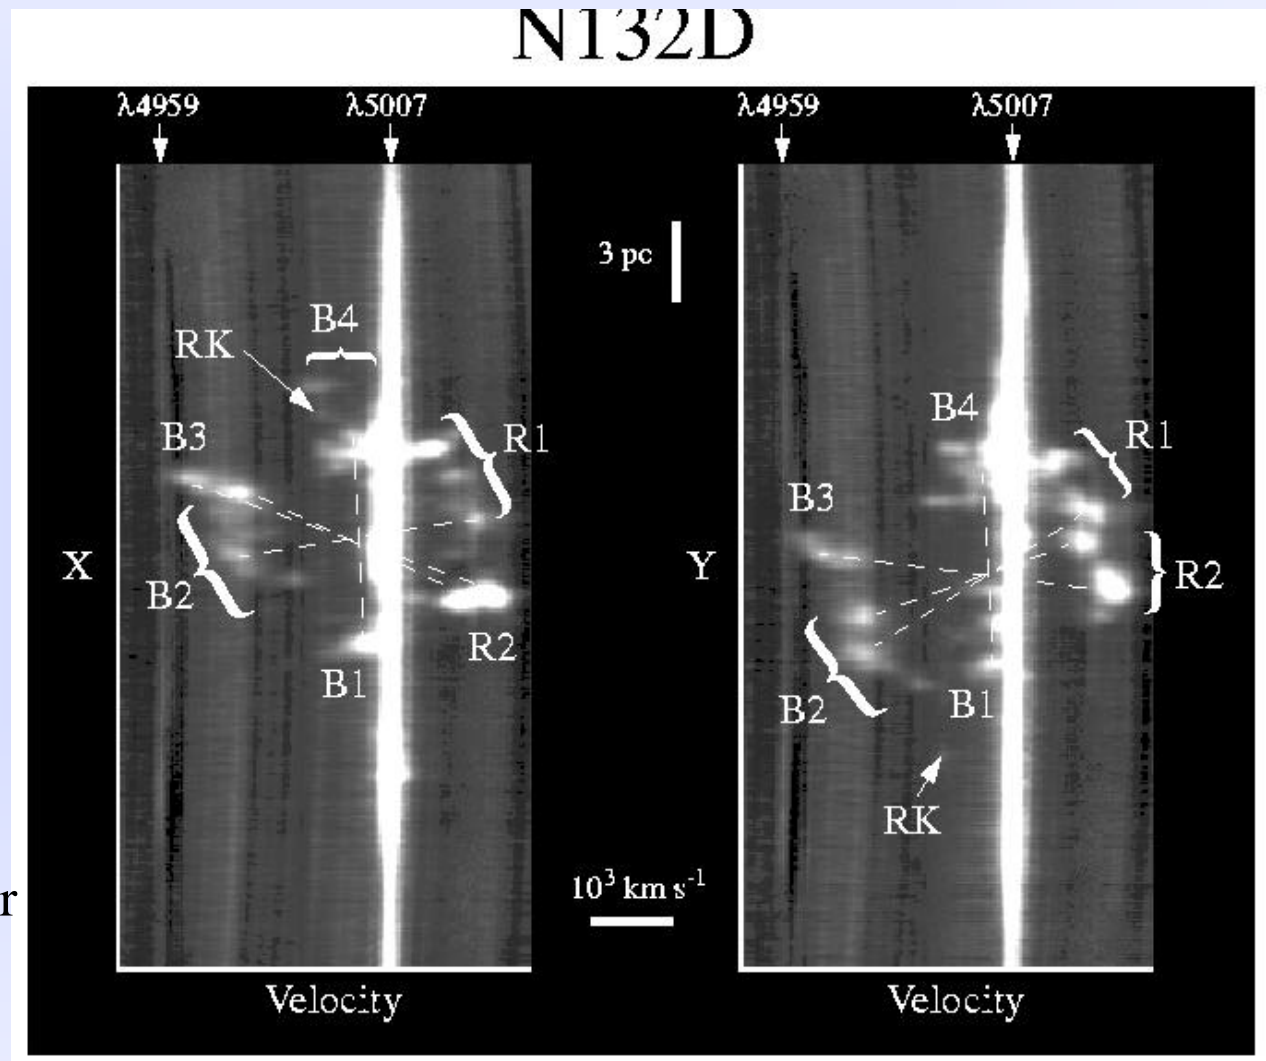 N132D
λ4959 λ5007
λ4959 λ5007
3 pc
B4
RK
B3
R1
X
B2
R2
B1
B4
R1
B3
Y
R2
B2
B1
RK
10³ km s⁻¹
r
Velocity
Velocity